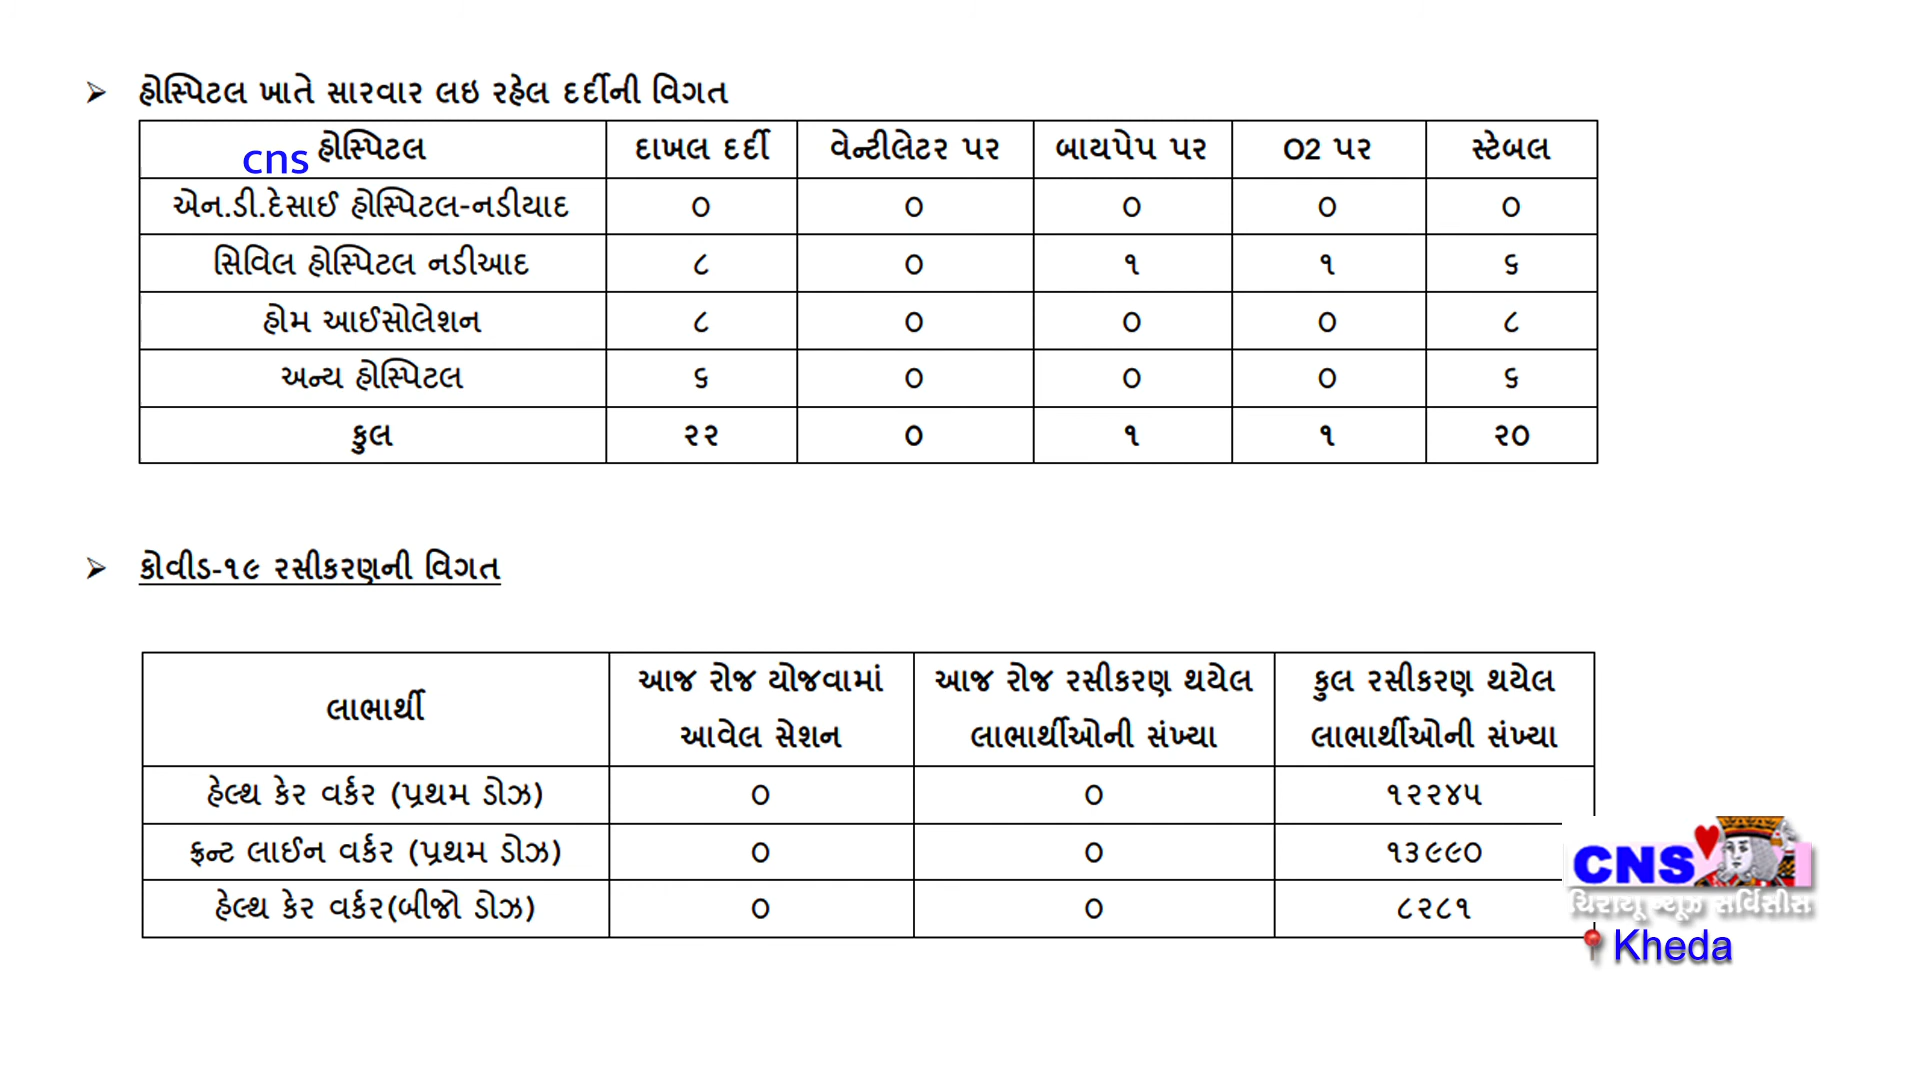 ➢ હોસ્પિટલ ખાતે સારવાર લઇ રહેલ દર્દીની વિગત
cns હોસ્પિટલ દાખલ દર્દી વેન્ટીલેટર પર બાયપેપ પર O2 પર સ્ટેબલ
એન.ડી.દેસાઈ હોસ્પિટલ-નડીયાદ ૦ ૦ ૦ ૦ ૦
સિવિલ હોસ્પિટલ નડીઆદ ૮ ૦ ૧ ૧ ૬
હોમ આઈસોલેશન ૮ ૦ ૦ ૦ ૮
અન્ય હોસ્પિટલ ૬ ૦ ૦ ૦ ૬
કુલ ૨૨ ૦ ૧ ૧ ૨૦
➢ કોવીડ-૧૯ રસીકરણની વિગત
લાભાર્થી
આજ રોજ યોજવામાં
આવેલ સેશન
આજ રોજ રસીકરણ થયેલ
લાભાર્થીઓની સંખ્યા
કુલ રસીકરણ થયેલ
લાભાર્થીઓની સંખ્યા
હેલ્થ કેર વર્કર (પ્રથમ ડોઝ) ૦ ૦ ૧૨૨૪૫
ફ્રન્ટ લાઈન વર્કર (પ્રથમ ડોઝ) ૦ ૦ ૧૩૯૯૦
હેલ્થ કેર વર્કર(બીજો ડોઝ) ૦ ૦ ૮૨૮૧
CNS
ચિરાયૂ ન્યૂઝ સર્વિસીસ
Kheda